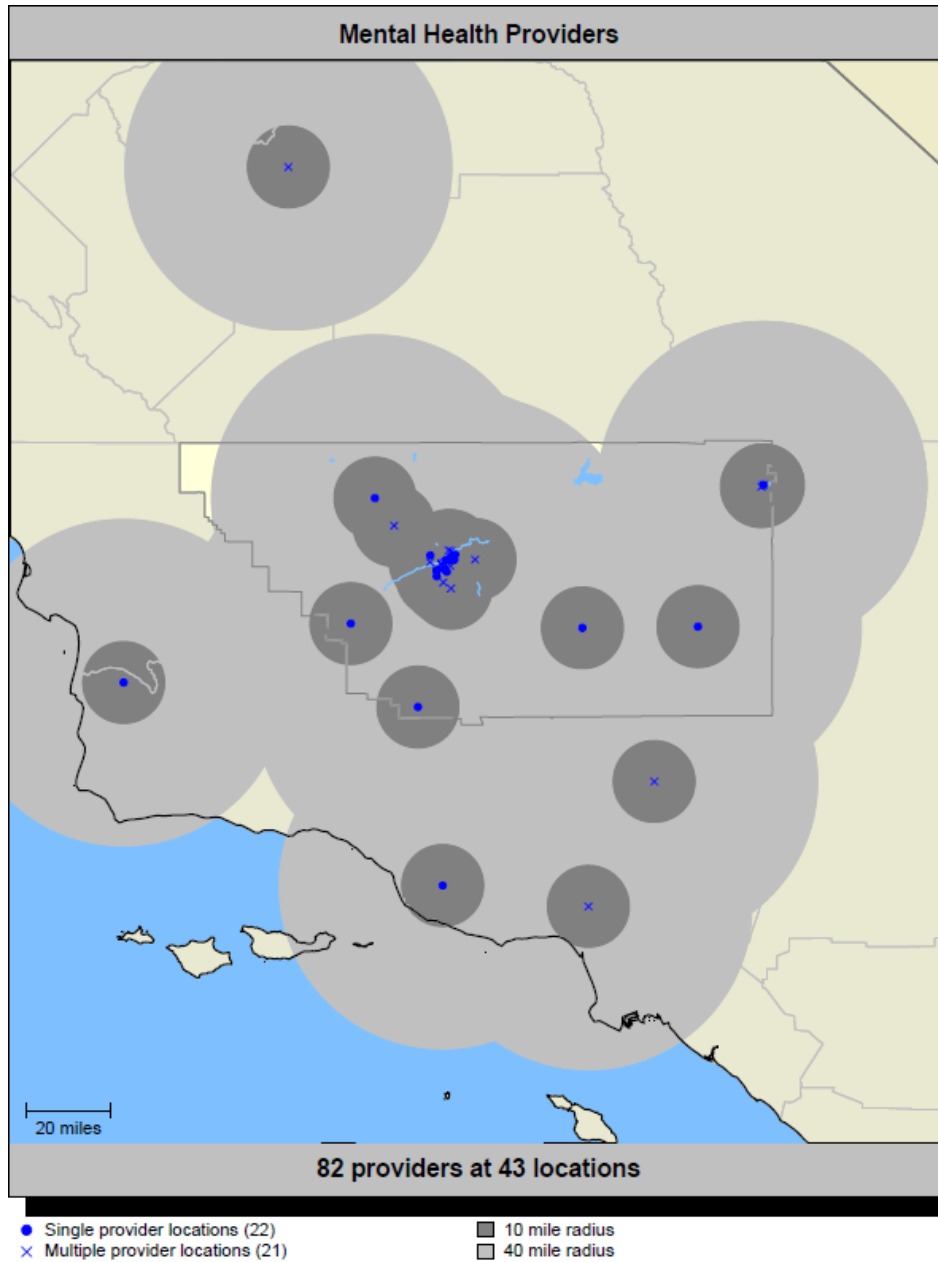 Mental Health Providers
20 miles
82 providers at 43 locations
Single provider locations (22)
Multiple provider locations (21)
10 mile radius
40 mile radius